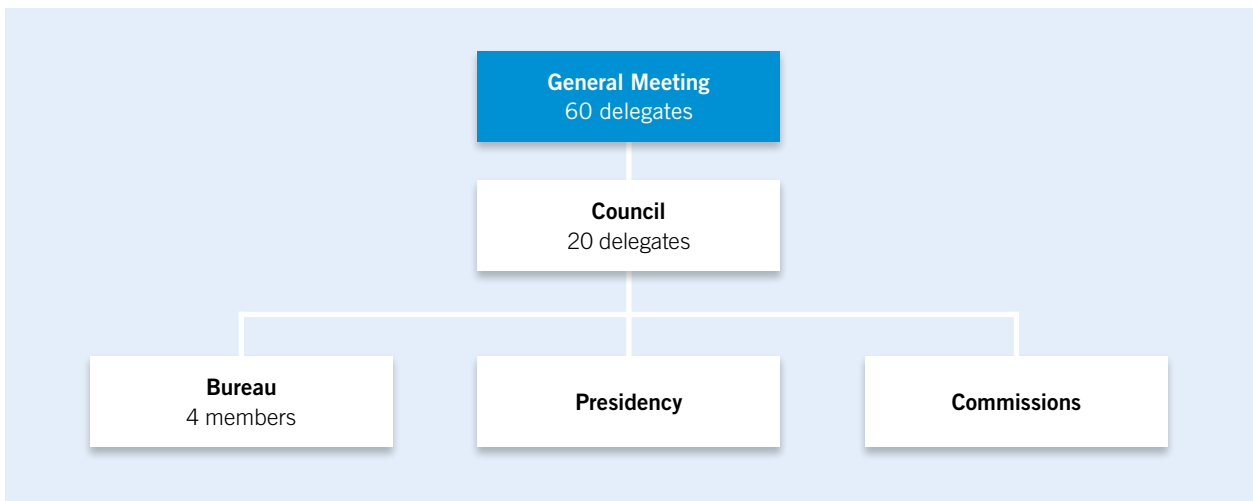 General Meeting
60 delegates
Council
20 delegates
Bureau
4 members
Presidency
Commissions